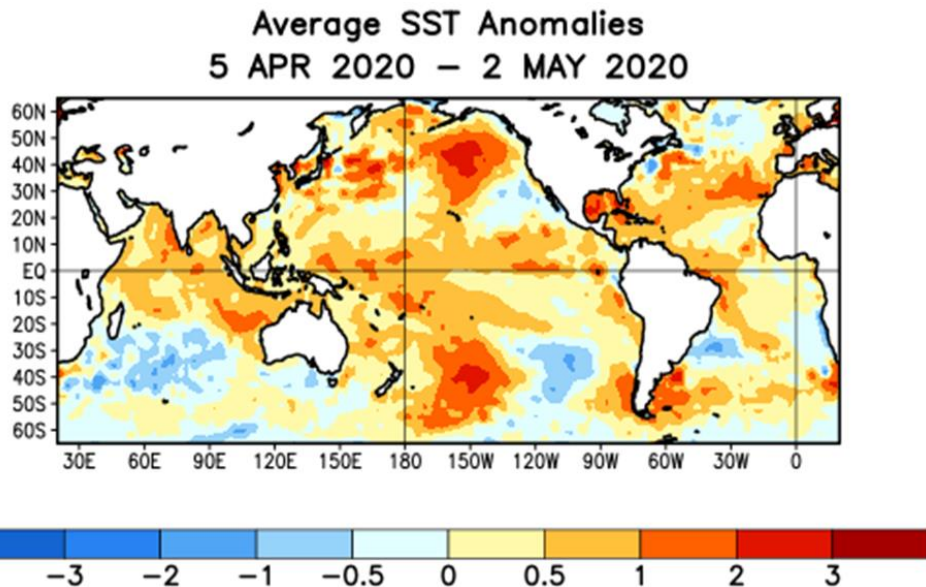 Average SST Anomalies
5 APR 2020 – 2 MAY 2020
60N
50N
40N
30N
20N
10N
EQ
10S
20S
30S
40S
50S
60S
30E 60E 90E 120E 150E 180 150W 120W 90W 60W 30W 0
−3 −2 −1 −0.5 0 0.5 1 2 3